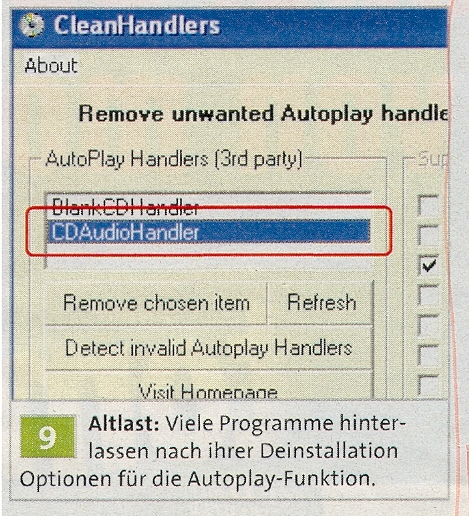 CleanHandlers
About
Remove unwanted Autoplay handle
AutoPlay Handlers (3rd party)
Sup
BlankCDHandler
CDAudioHandler
Remove chosen item
Refresh
Detect invalid Autoplay Handlers
Visit Homepage
9
Altlast: Viele Programme hinter-
lassen nach ihrer Deinstallation
Optionen für die Autoplay-Funktion.